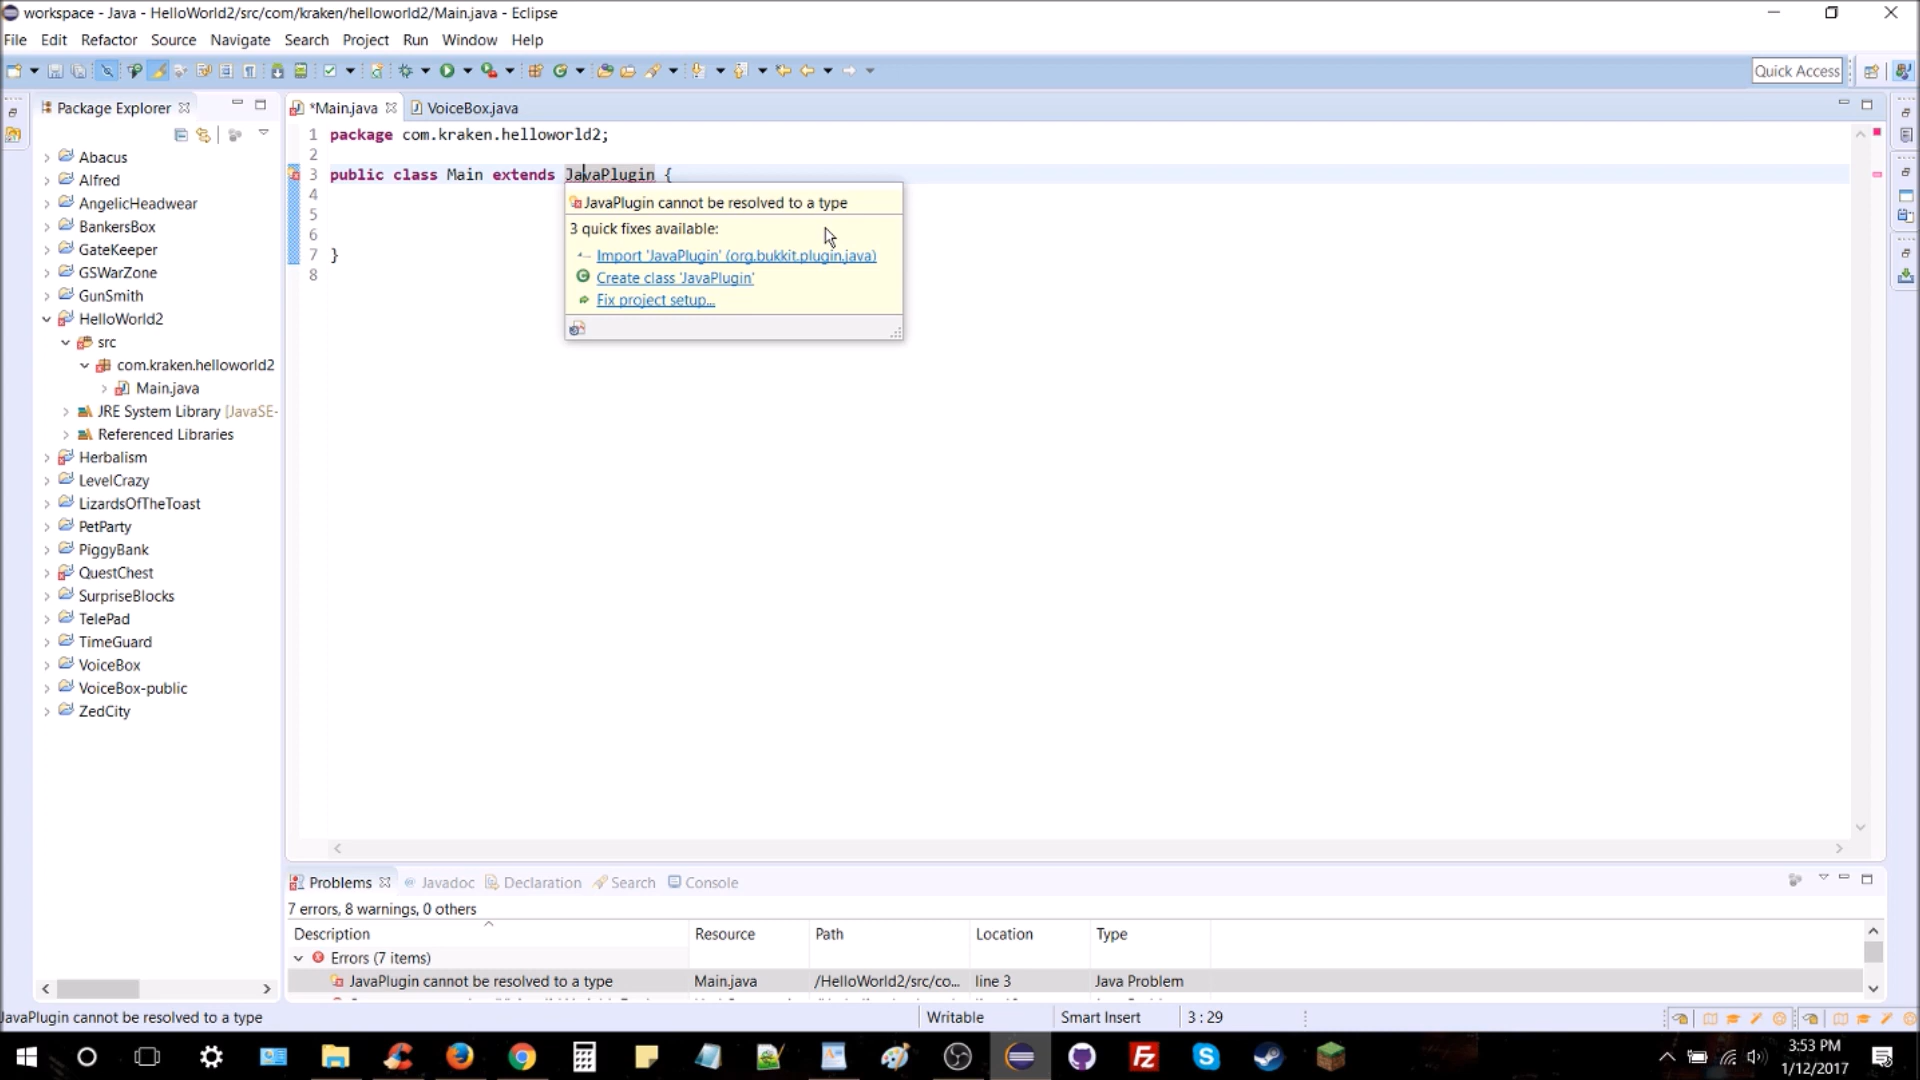 workspace - Java - HelloWorld2/src/com/kraken/helloworld2/Main.java - Eclipse
File Edit Refactor Source Navigate Search Project Run Window Help
Quick Access
Package Explorer
*Main.java
VoiceBox.java
Abacus
Alfred
AngelicHeadwear
BankersBox
GateKeeper
GSWarZone
GunSmith
HelloWorld2
src
com.kraken.helloworld2
Main.java
JRE System Library [JavaSE-
Referenced Libraries
Herbalism
LevelCrazy
LizardsOfTheToast
PetParty
PiggyBank
QuestChest
SurpriseBlocks
TelePad
TimeGuard
VoiceBox
VoiceBox-public
ZedCity
1 package com.kraken.helloworld2;
2
3 public class Main extends JavaPlugin {
4
5
6
7 }
8
JavaPlugin cannot be resolved to a type
3 quick fixes available:
Import 'JavaPlugin' (org.bukkit.plugin.java)
Create class 'JavaPlugin'
Fix project setup...
Problems Javadoc Declaration Search Console
7 errors, 8 warnings, 0 others
Description Resource Path Location Type
Errors (7 items)
JavaPlugin cannot be resolved to a type Main.java /HelloWorld2/src/co... line 3 Java Problem
JavaPlugin cannot be resolved to a type Writable Smart Insert 3 : 29
3:53 PM
1/12/2017